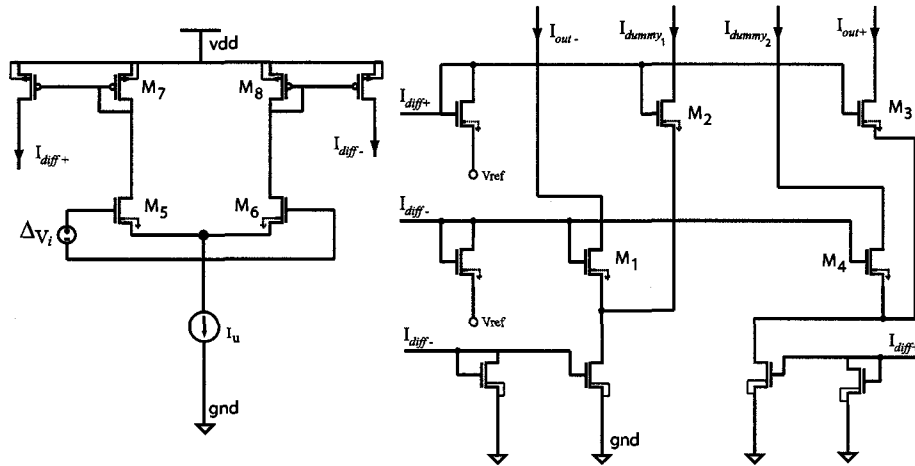 vdd
M7
M8
Idiff+
Idiff-
M5
M6
ΔVi
Iu
gnd
Iout-
Idummy1
Idummy2
Iout+
Idiff+
M2
M3
Vref
Idiff-
M1
M4
Vref
Idiff-
gnd